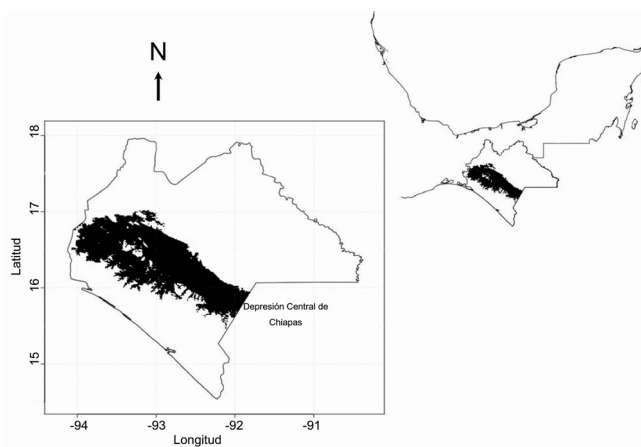 N
18
17
16
15
Latitud
Depresión Central de
Chiapas
-94 -93 -92 -91
Longitud